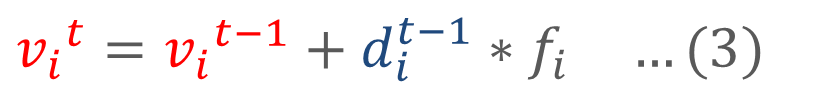 v_i^t = v_i^{t-1} + d_i^{t-1} * f_i ...(3)